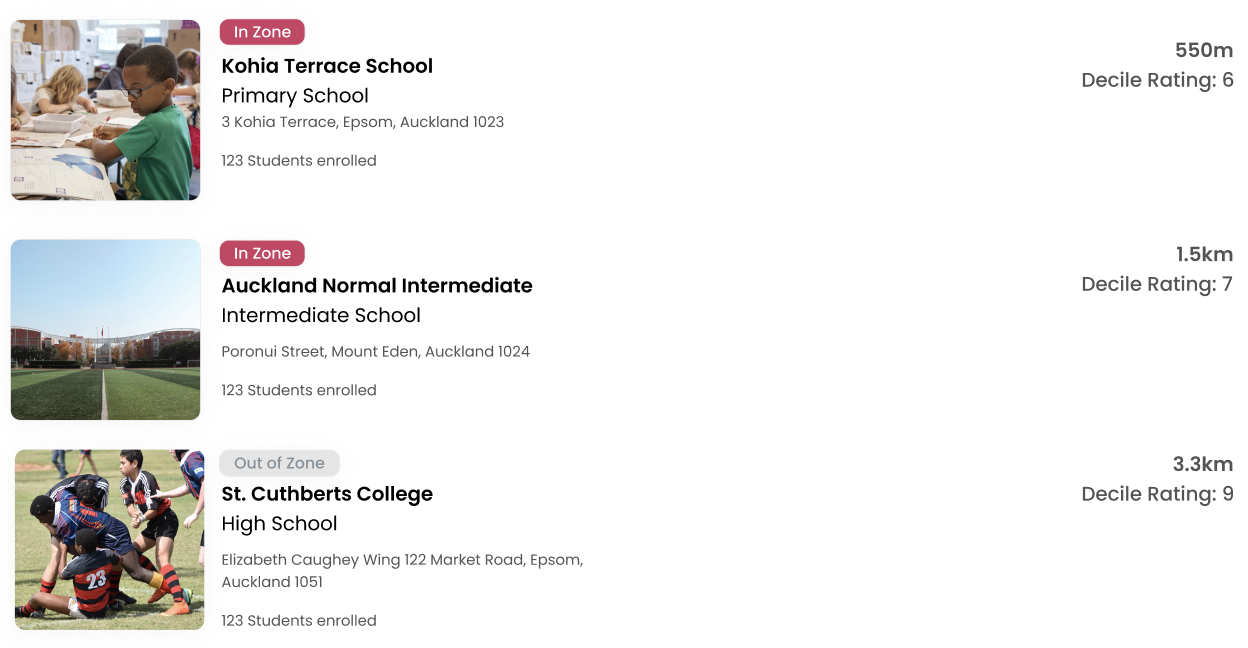 In Zone
Kohia Terrace School
Primary School
3 Kohia Terrace, Epsom, Auckland 1023
123 Students enrolled
550m
Decile Rating: 6
In Zone
Auckland Normal Intermediate
Intermediate School
Poronui Street, Mount Eden, Auckland 1024
123 Students enrolled
1.5km
Decile Rating: 7
23
Out of Zone
St. Cuthberts College
High School
Elizabeth Caughey Wing 122 Market Road, Epsom,
Auckland 1051
123 Students enrolled
3.3km
Decile Rating: 9